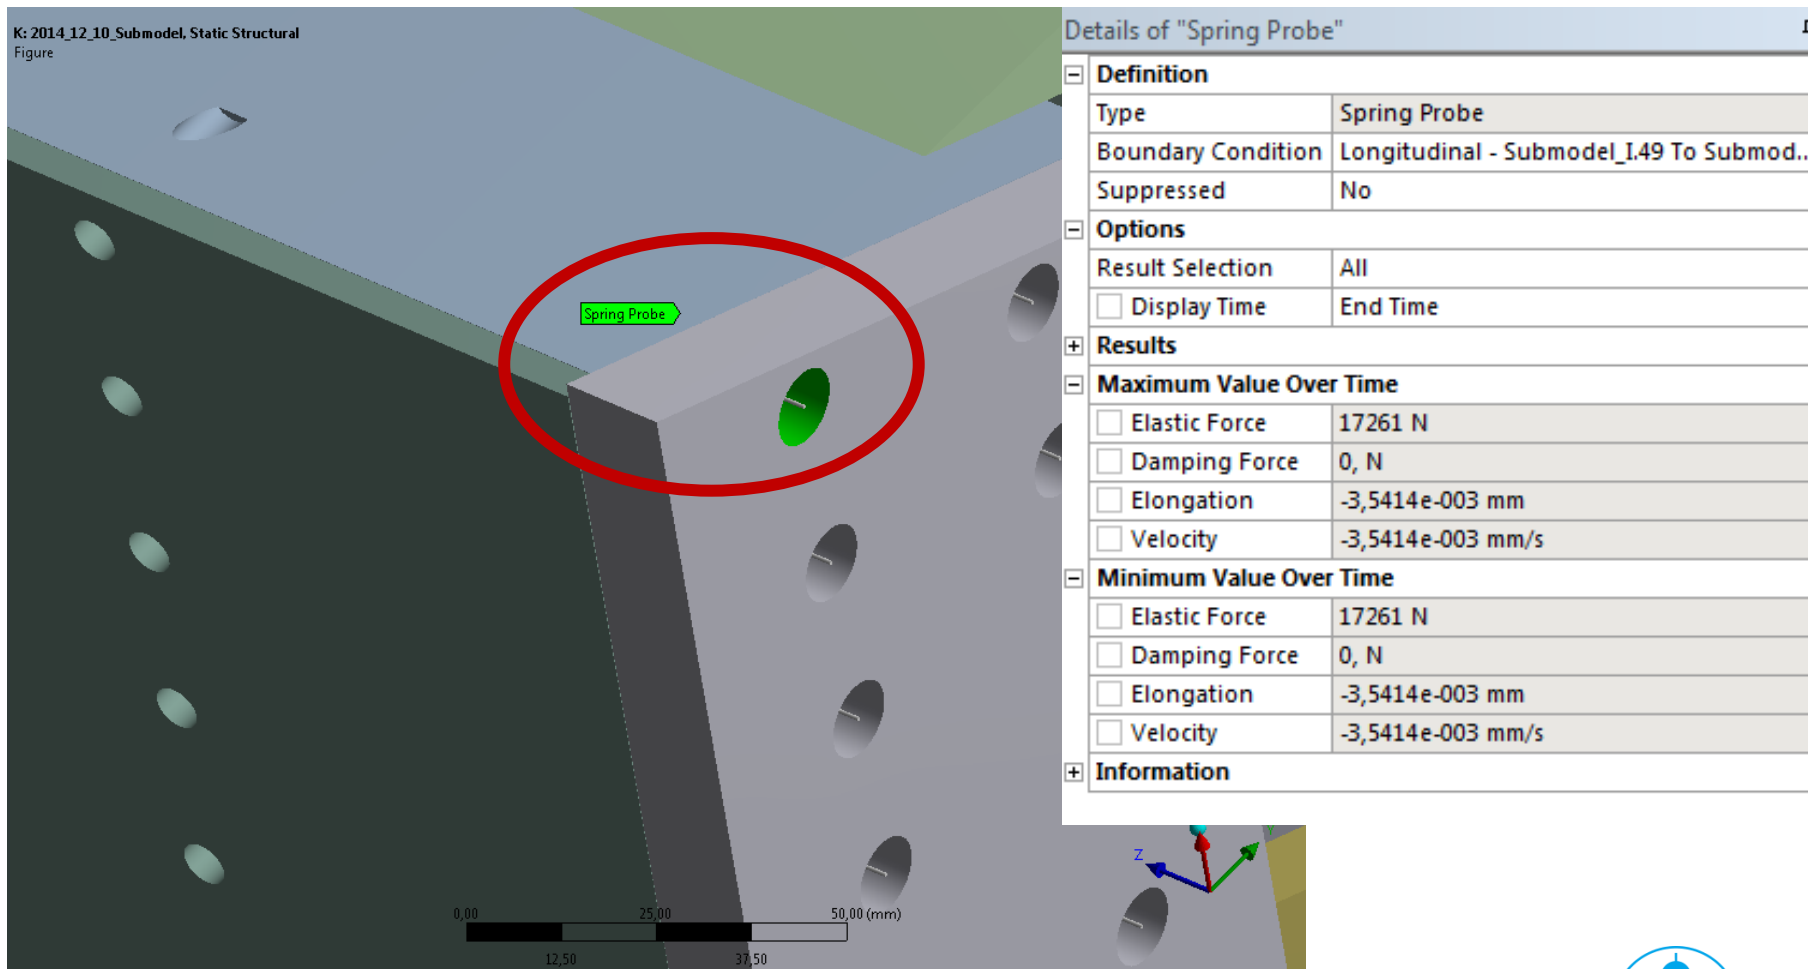 K: 2014_12_10_Submodel, Static Structural
Figure
Spring Probe
0,00 25,00 50,00 (mm)
12,50 37,50
Z
Details of "Spring Probe"
Definition
Type Spring Probe
Boundary Condition Longitudinal - Submodel_I.49 To Submod..
Suppressed No
Options
Result Selection All
Display Time End Time
Results
Maximum Value Over Time
Elastic Force 17261 N
Damping Force 0, N
Elongation -3,5414e-003 mm
Velocity -3,5414e-003 mm/s
Minimum Value Over Time
Elastic Force 17261 N
Damping Force 0, N
Elongation -3,5414e-003 mm
Velocity -3,5414e-003 mm/s
Information